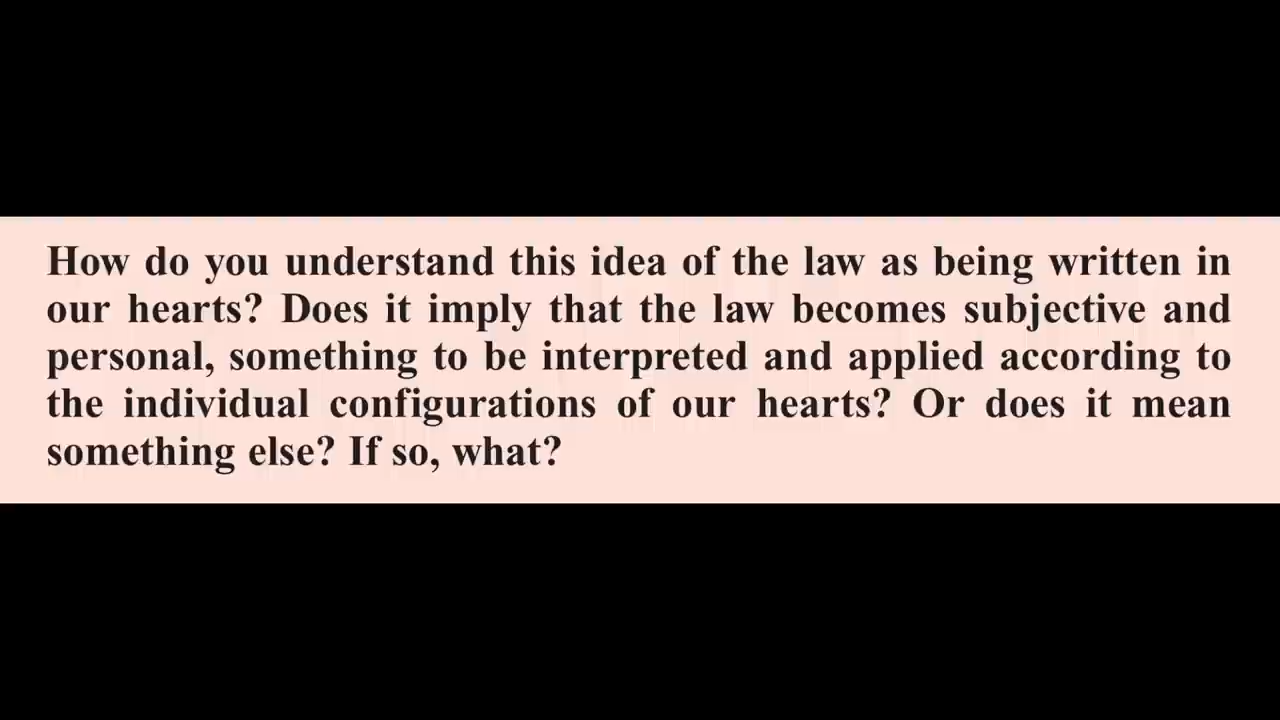 How do you understand this idea of the law as being written in
our hearts? Does it imply that the law becomes subjective and
personal, something to be interpreted and applied according to
the individual configurations of our hearts? Or does it mean
something else? If so, what?